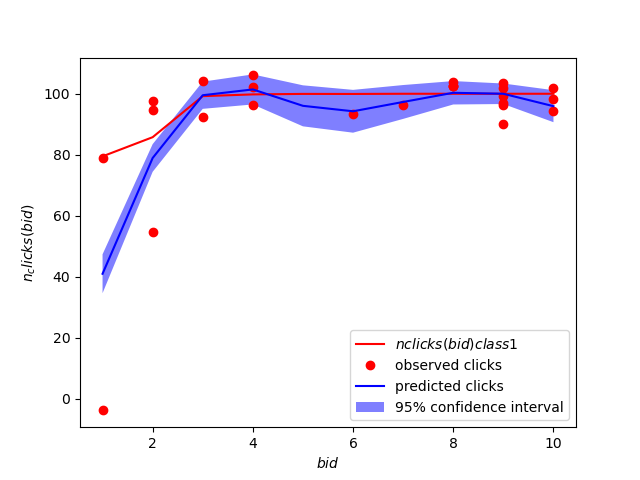 100
80
60
40
20
0
n_clicks(bid)
nclicks(bid)class1
observed clicks
predicted clicks
95% confidence interval
2 4 6 8 10
bid